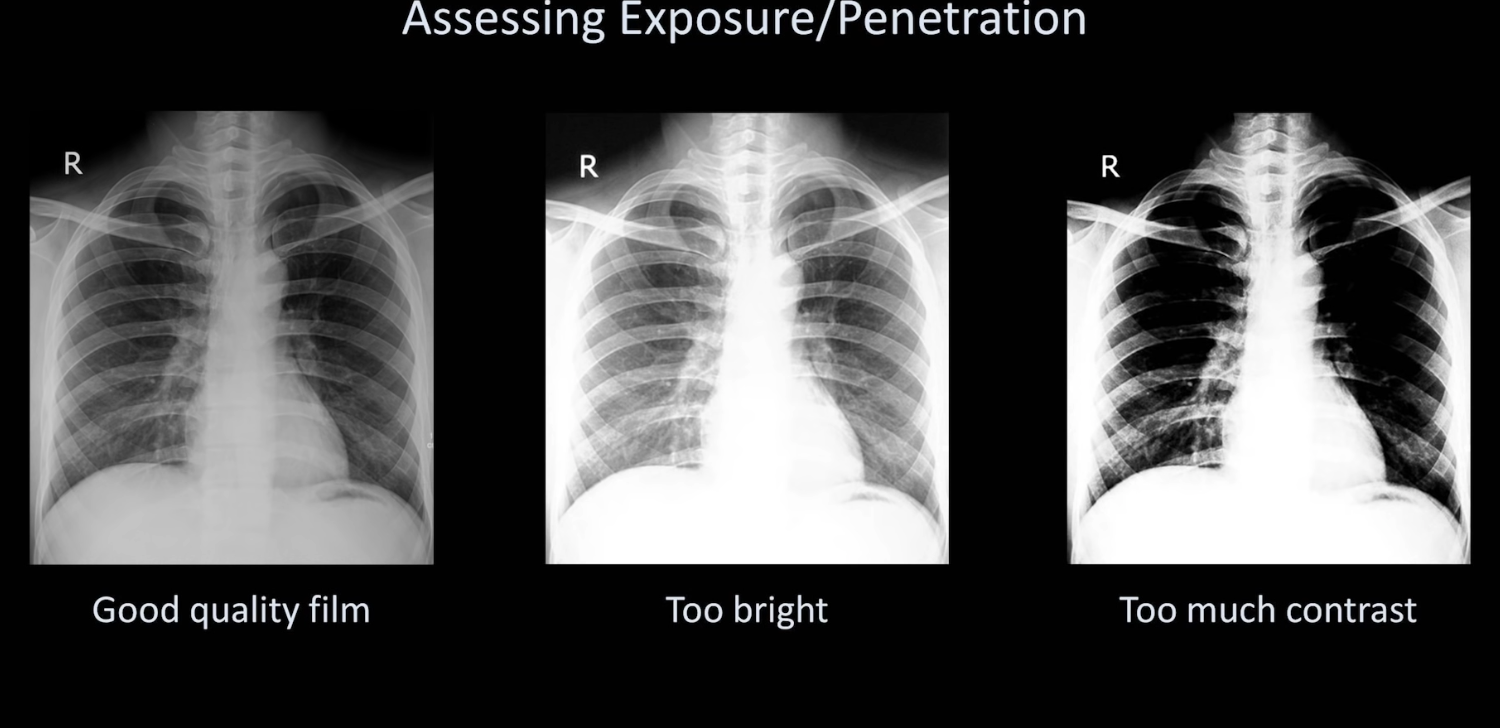 Assessing Exposure/Penetration
R
R
R
Good quality film
Too bright
Too much contrast